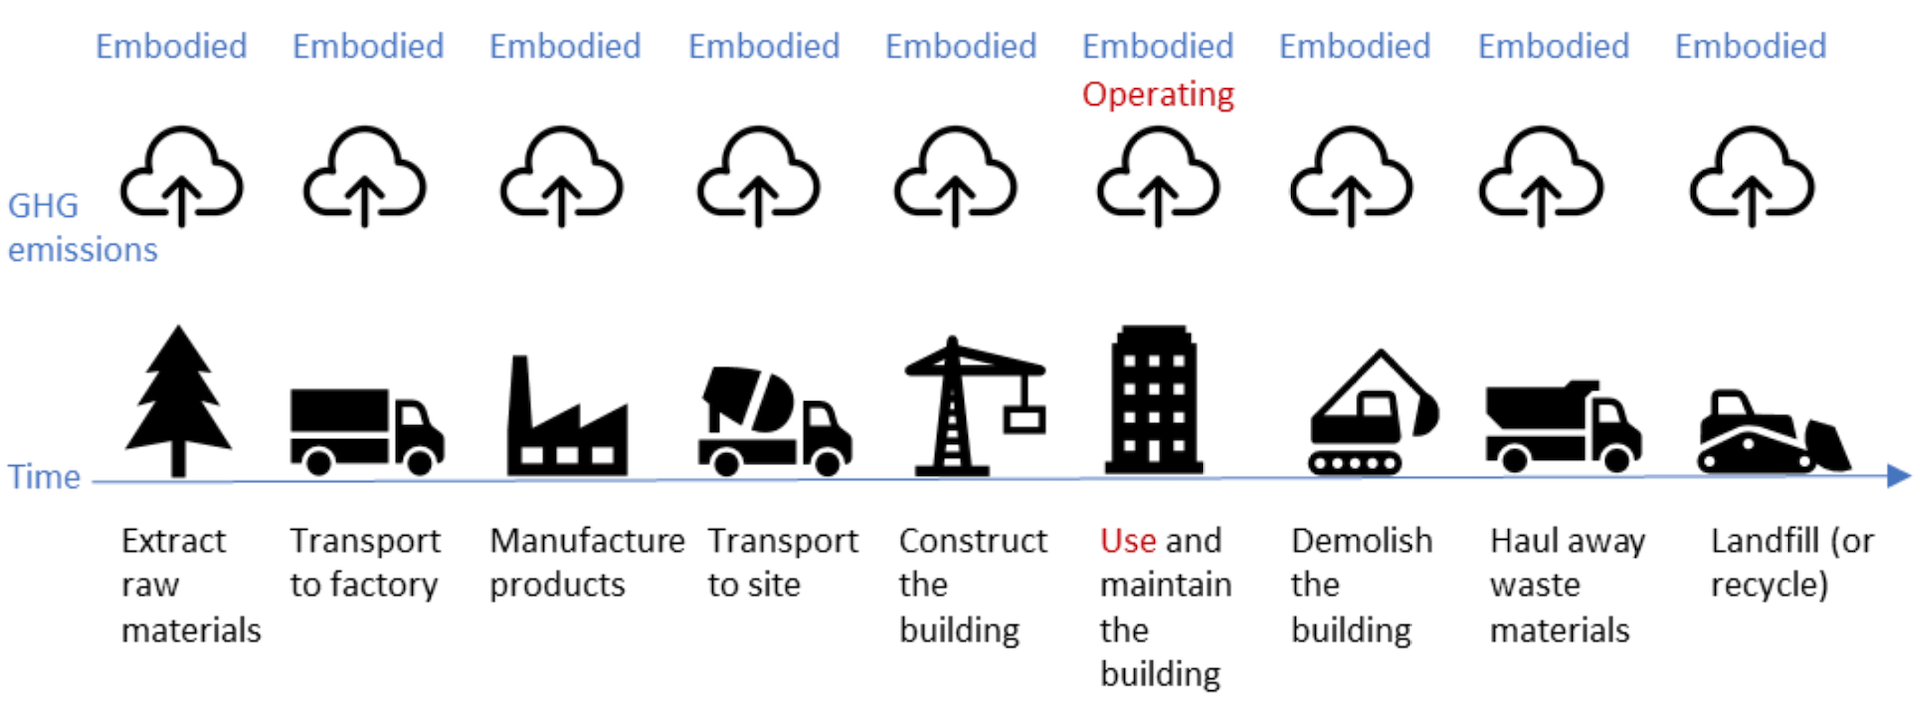 Embodied Embodied Embodied Embodied Embodied Embodied Embodied Embodied Embodied
Operating
GHG
emissions
Time
Extract
raw
materials
Transport
to factory
Manufacture
products
Transport
to site
Construct
the
building
Use and
maintain
the
building
Demolish
the
building
Haul away
waste
materials
Landfill (or
recycle)